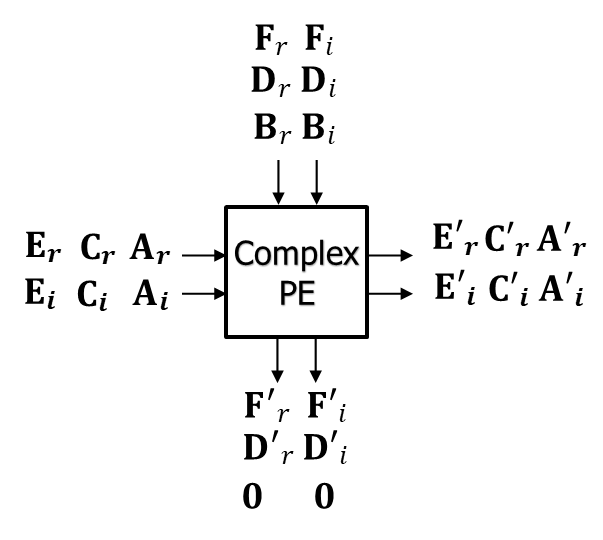 F_r F_i
D_r D_i
B_r B_i
E_r C_r A_r
E_i C_i A_i
Complex
PE
E'_r C'_r A'_r
E'_i C'_i A'_i
F'_r F'_i
D'_r D'_i
0 0